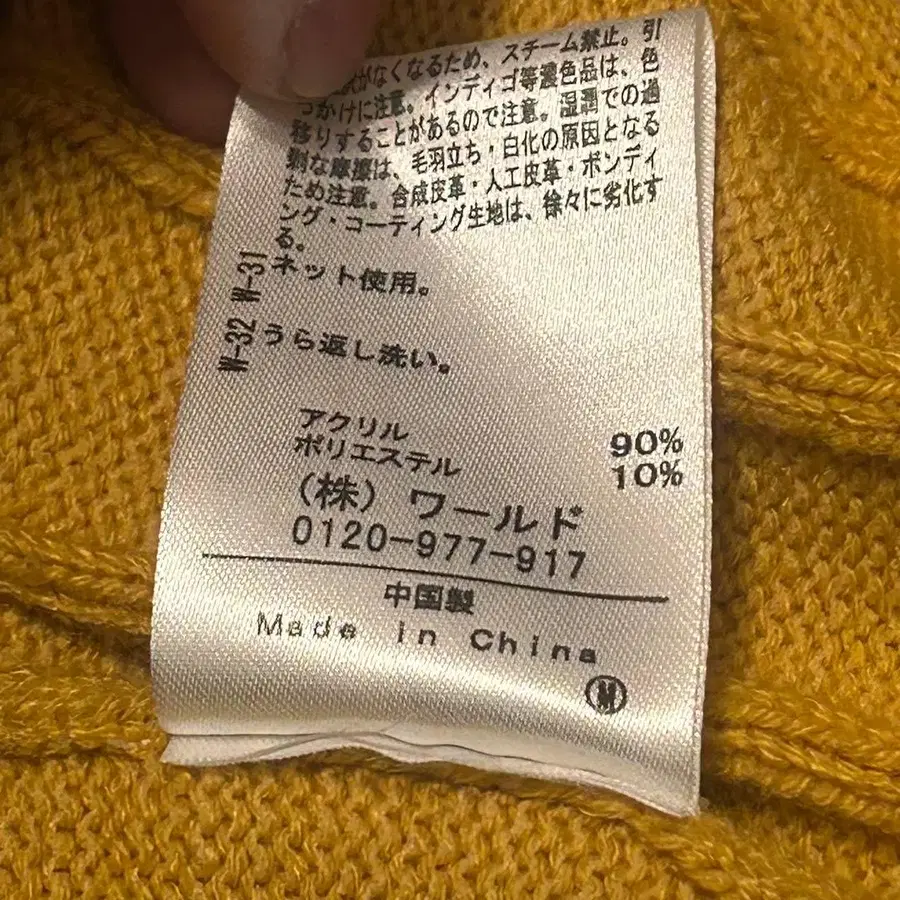 がなくなるため、スチーム禁止。引
っかけに注意。インディゴ等濃色品は、色
移りすることがあるので注意。湿潤での過
剰な摩擦は、毛羽立ち・白化の原因となる
ため注意。合成皮革・人工皮革・ボンディ
ング・コーティング生地は、徐々に劣化す
る。
W-31 ネット使用。
W-32 うら返し洗い。
アクリル 90%
ポリエステル 10%
(株) ワールド
0120-977-917
中国製
Made in China
M